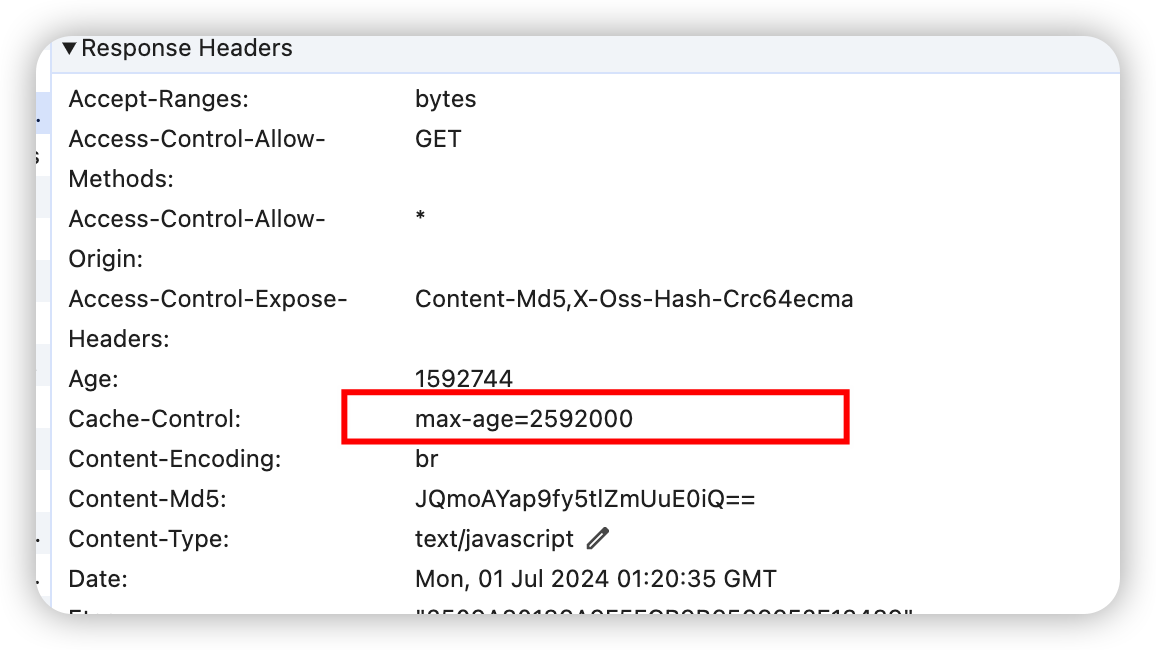 ▼Response Headers
Accept-Ranges: bytes
Access-Control-Allow- GET
Methods:
Access-Control-Allow- *
Origin:
Access-Control-Expose- Content-Md5,X-Oss-Hash-Crc64ecma
Headers:
Age: 1592744
Cache-Control: max-age=2592000
Content-Encoding: br
Content-Md5: JQmoAYap9fy5tlZmUuE0iQ==
Content-Type: text/javascript
Date: Mon, 01 Jul 2024 01:20:35 GMT